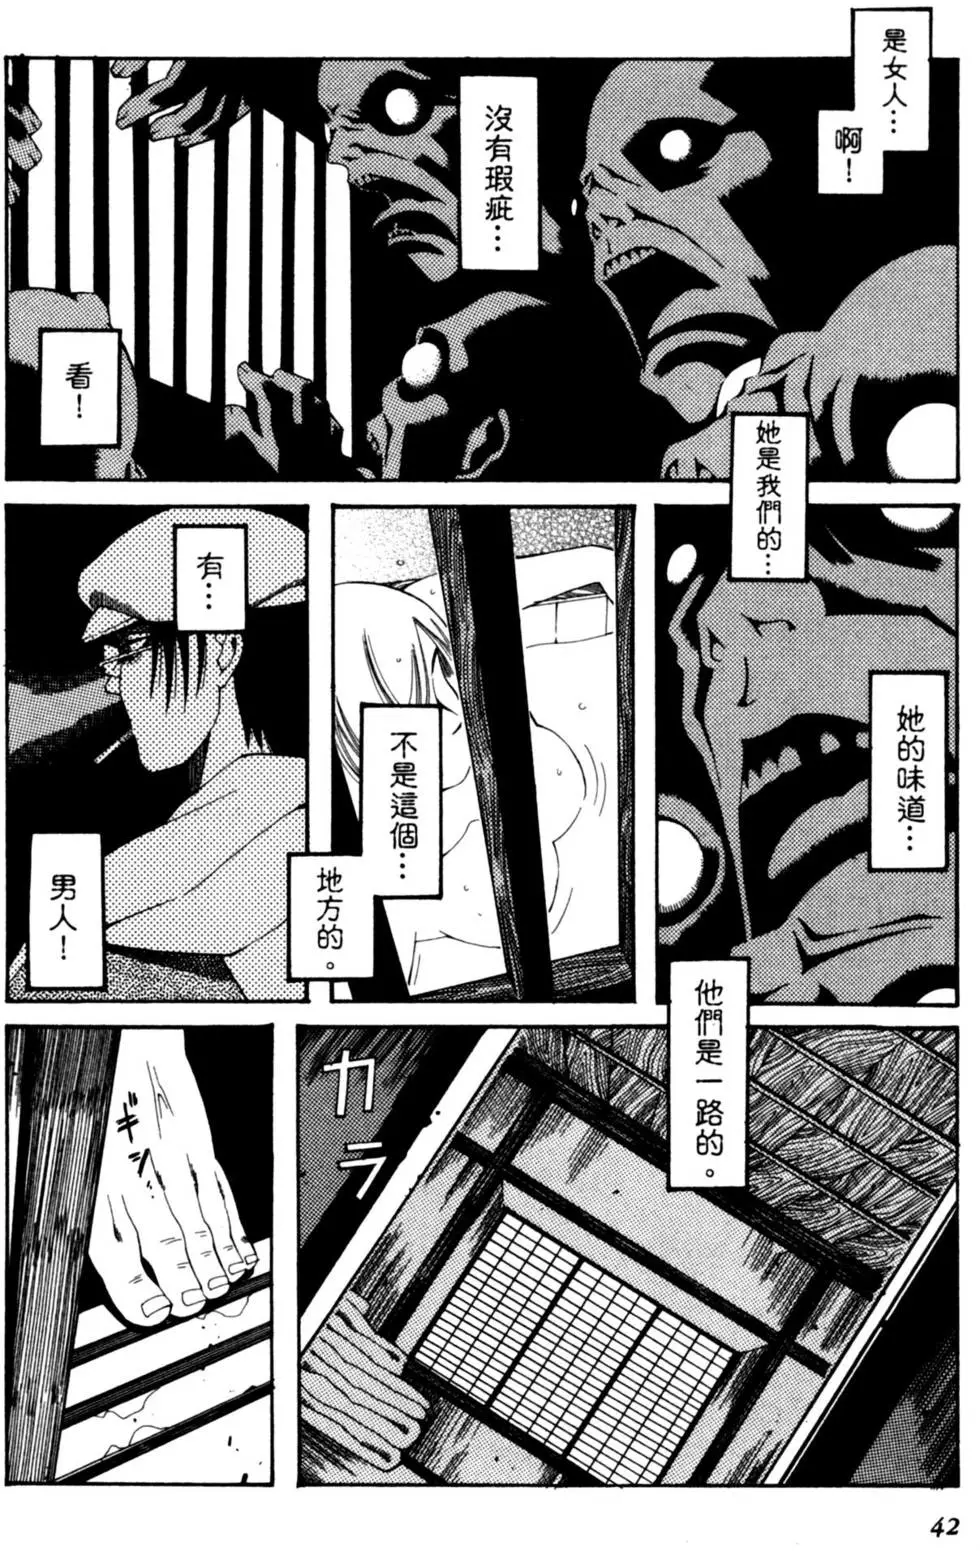 是女人…
啊！
沒有瑕疵…
看！
她是我們的…
她的味道…
不是這個…
地方的。
有…
男人！
他們是一路的。
カラ
ギシ…
42